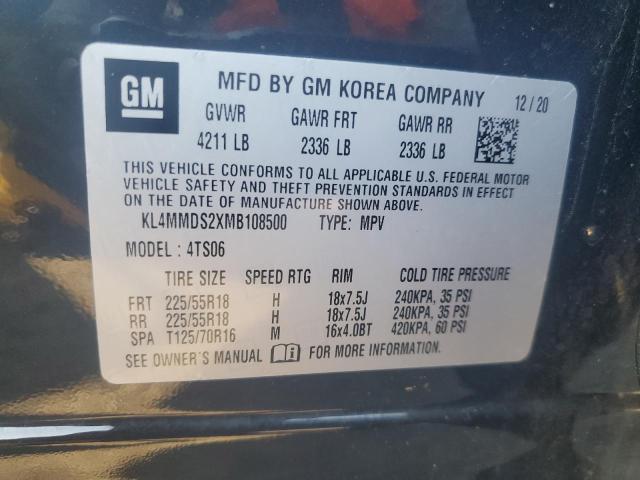 GM
MFD BY GM KOREA COMPANY 12/20
GVWR GAWR FRT GAWR RR
4211 LB 2336 LB 2336 LB
THIS VEHICLE CONFORMS TO ALL APPLICABLE U.S. FEDERAL MOTOR
VEHICLE SAFETY AND THEFT PREVENTION STANDARDS IN EFFECT
ON THE DATE OF MANUFACTURE SHOWN ABOVE.
KL4MMDS2XMB108500 TYPE: MPV
MODEL : 4TS06
TIRE SIZE SPEED RTG RIM COLD TIRE PRESSURE
FRT 225/55R18 H 18x7.5J 240KPA, 35 PSI
RR 225/55R18 H 18x7.5J 240KPA, 35 PSI
SPA T125/70R16 M 16x4.0BT 420KPA, 60 PSI
SEE OWNER'S MANUAL i FOR MORE INFORMATION.